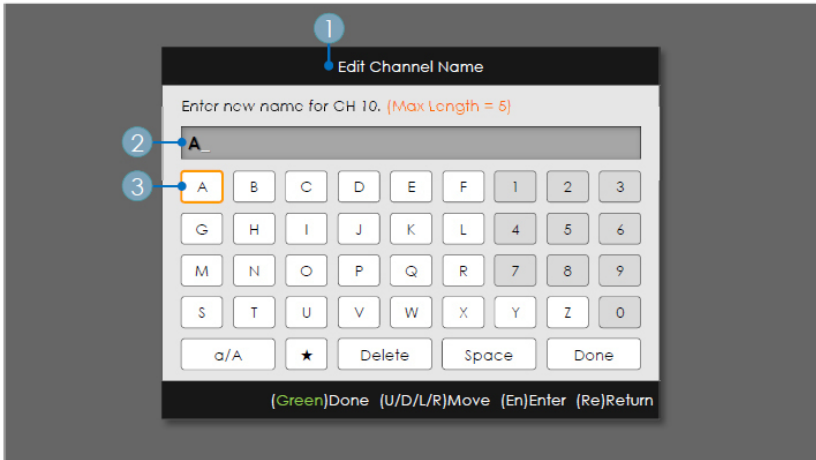 1
Edit Channel Name
Enter new name for CH 10. (Max Length = 5)
2
A_
3
A B C D E F 1 2 3
G H I J K L 4 5 6
M N O P Q R 7 8 9
S T U V W X Y Z 0
a/A ★ Delete Space Done
(Green)Done (U/D/L/R)Move (En)Enter (Re)Return